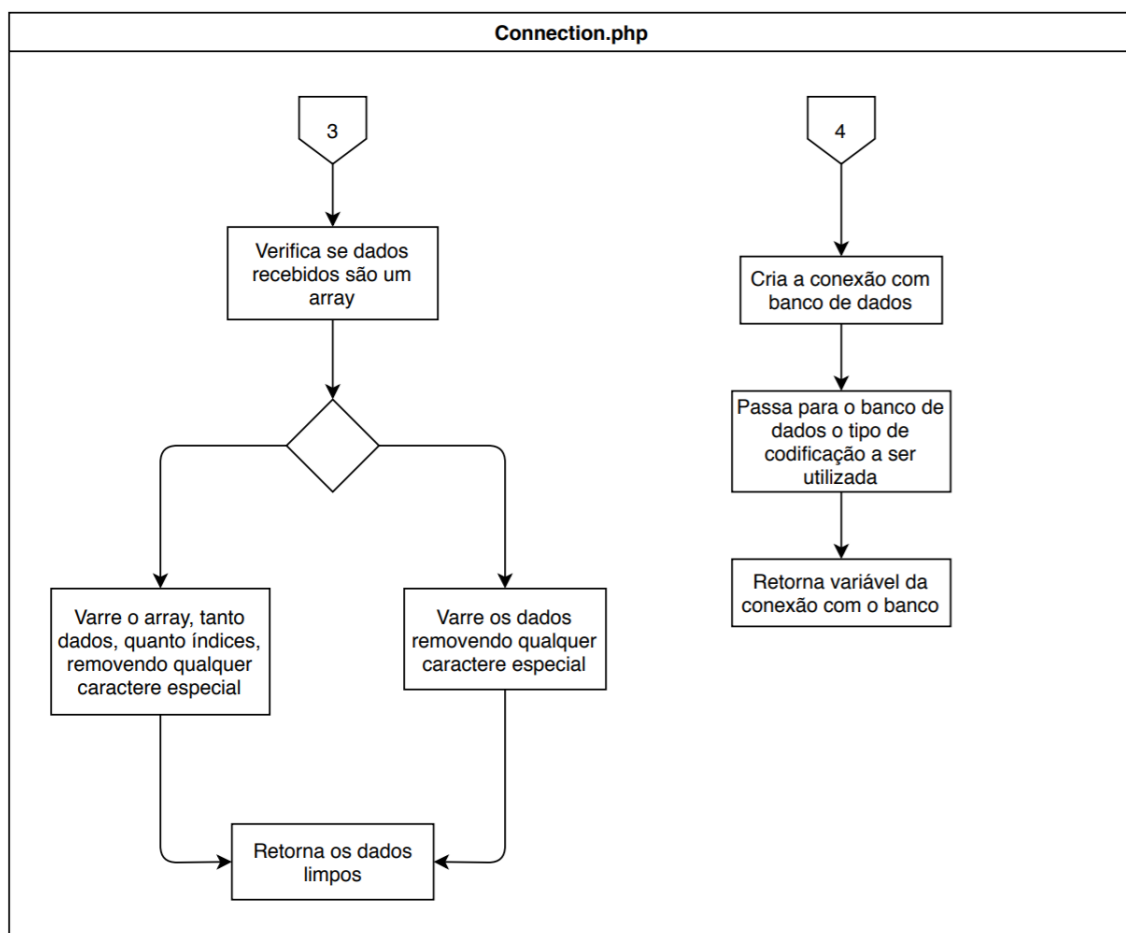 Connection.php
3
Verifica se dados
recebidos são um
array
Varre o array, tanto
dados, quanto índices,
removendo qualquer
caractere especial
Varre os dados
removendo qualquer
caractere especial
Retorna os dados
limpos
4
Cria a conexão com
banco de dados
Passa para o banco de
dados o tipo de
codificação a ser
utilizada
Retorna variável da
conexão com o banco